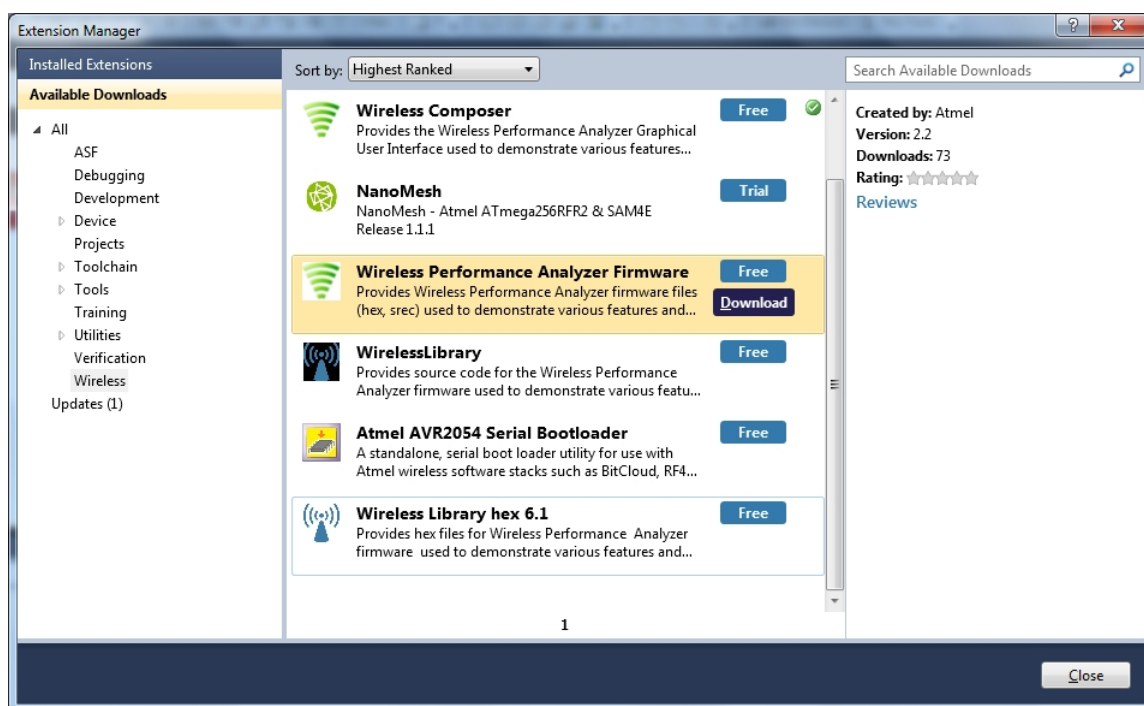 Extension Manager
Installed Extensions
Available Downloads
All
ASF
Debugging
Development
Device
Projects
Toolchain
Tools
Training
Utilities
Verification
Wireless
Updates (1)
Sort by: Highest Ranked
Wireless Composer
Free
Provides the Wireless Performance Analyzer Graphical
User Interface used to demonstrate various features...
NanoMesh
Trial
NanoMesh - Atmel ATmega256RFR2 & SAM4E
Release 1.1.1
Wireless Performance Analyzer Firmware
Free
Provides Wireless Performance Analyzer firmware files
(hex, srec) used to demonstrate various features and...
Download
WirelessLibrary
Free
Provides source code for the Wireless Performance
Analyzer firmware used to demonstrate various featu...
Atmel AVR2054 Serial Bootloader
Free
A standalone, serial boot loader utility for use with
Atmel wireless software stacks such as BitCloud, RF4...
Wireless Library hex 6.1
Free
Provides hex files for Wireless Performance Analyzer
firmware used to demonstrate various features and...
1
Search Available Downloads
Created by: Atmel
Version: 2.2
Downloads: 73
Rating:
Reviews
Close